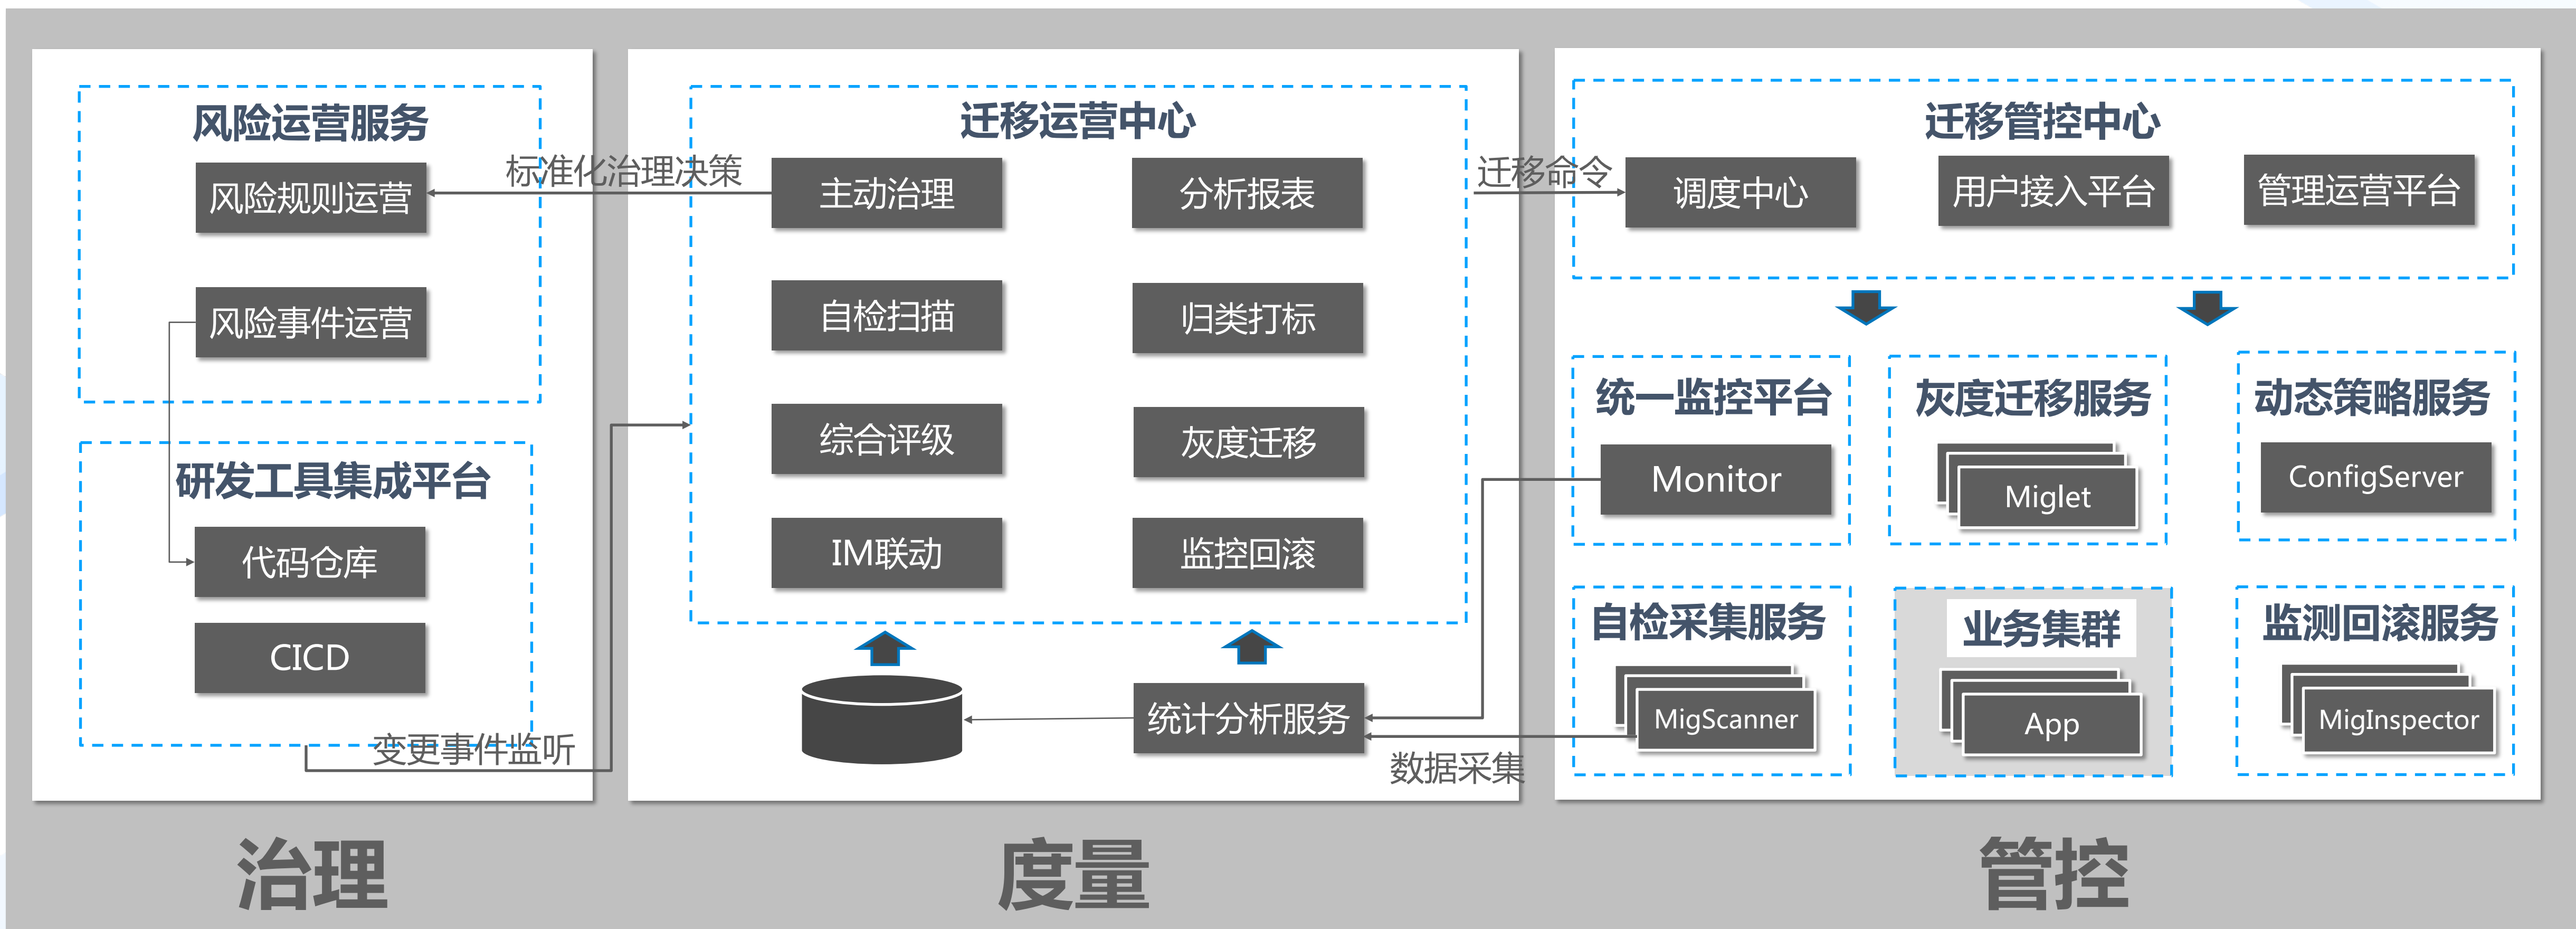 风险运营服务
风险规则运营
风险事件运营
研发工具集成平台
代码仓库
CICD
标准化治理决策
变更事件监听
治理
迁移运营中心
主动治理
分析报表
自检扫描
归类打标
综合评级
灰度迁移
IM联动
监控回滚
统计分析服务
度量
迁移命令
数据采集
迁移管控中心
调度中心
用户接入平台
管理运营平台
统一监控平台
Monitor
灰度迁移服务
Miglet
动态策略服务
ConfigServer
自检采集服务
MigScanner
业务集群
App
监测回滚服务
MigInspector
管控